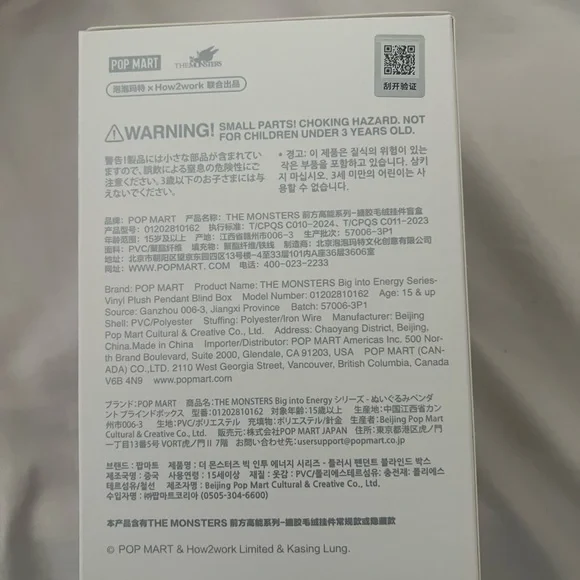 POP MART THE MONSTERS
泡泡玛特 × How2work 联合出品
刮开验证
WARNING! SMALL PARTS! CHOKING HAZARD. NOT
FOR CHILDREN UNDER 3 YEARS OLD.
警告!製品には小さな部品が含まれてい
ますので、誤飲による窒息の危険性にご
注意ください。3歳以下のお子さまには与
えないでください。
* 경고: 이 제품은 질식의 위험이 있는
작은 부품을 포함하고 있습니다. 삼키
지 마십시오. 3세 미만의 어린이는 사
용할 수 없습니다.
品牌: POP MART 产品名称: THE MONSTERS 前方高能系列-搪胶毛绒挂件盲盒
产品型号: 01202810162 执行标准: T/CPQS C010-2024、T/CPQS C011-2023
年龄范围: 15岁及以上 产地: 江西省赣州市006-3 生产批次: 57006-3P1
面料: PVC/聚酯纤维 填充物: 聚酯纤维/铁线 制造商: 北京泡泡玛特文化创意有限公司
地址: 北京市朝阳区望京东园四区13号楼-4至33层101内A座36层3606室
网址: WWW.POPMART.COM 电话: 400-023-2233
Brand: POP MART Product Name: THE MONSTERS Big into Energy Series-
Vinyl Plush Pendant Blind Box Model Number: 01202810162 Age: 15 & up
Source: Ganzhou 006-3, Jiangxi Province Batch: 57006-3P1
Shell: PVC/Polyester Stuffing: Polyester/Iron Wire Manufacturer: Beijing
Pop Mart Cultural & Creative Co., Ltd. Address: Chaoyang District, Beijing,
China.Made in China Importer/Distributor: POP MART Americas Inc. 500 Nor-
th Brand Boulevard, Suite 2000, Glendale, CA 91203, USA POP MART (CAN-
ADA) CO.,LTD. 2110 West Georgia Street, Vancouver, British Columbia, Canada
V6B 4N9 www.popmart.com
ブランド: POP MART 商品名: THE MONSTERS Big into Energy シリーズ - ぬいぐるみペンダ
ント ブラインドボックス 型番: 01202810162 対象年齢: 15歳以上 生産地: 中国江西省カン
州市006-3 生地: PVC/ポリエステル 充填物: ポリエステル/針金 生産者: Beijing Pop Mart
Cultural & Creative Co., Ltd. 販売元: 株式会社POP MART JAPAN 住所: 東京都港区虎ノ門
一丁目13番5号 VORT虎ノ門II 7階 お問い合わせ先: usersupport@popmart.co.jp
브랜드 : 팝마트 제품명 : 더 몬스터즈 빅 인투 에너지 시리즈 - 플러시 펜던트 블라인드 박스
제조국명 : 중국 사용연령 : 15세이상 재질 : 옷감 : PVC/폴리에스테르섬유; 충전재: 폴리에스
테르섬유/철선 제조자명 : Beijing Pop Mart Cultural & Creative Co., Ltd.
수입자명 : ㈜팝마트코리아 (0505-304-6600)
本产品含有THE MONSTERS 前方高能系列-搪胶毛绒挂件常规款或隐藏款
© POP MART & How2work Limited & Kasing Lung.